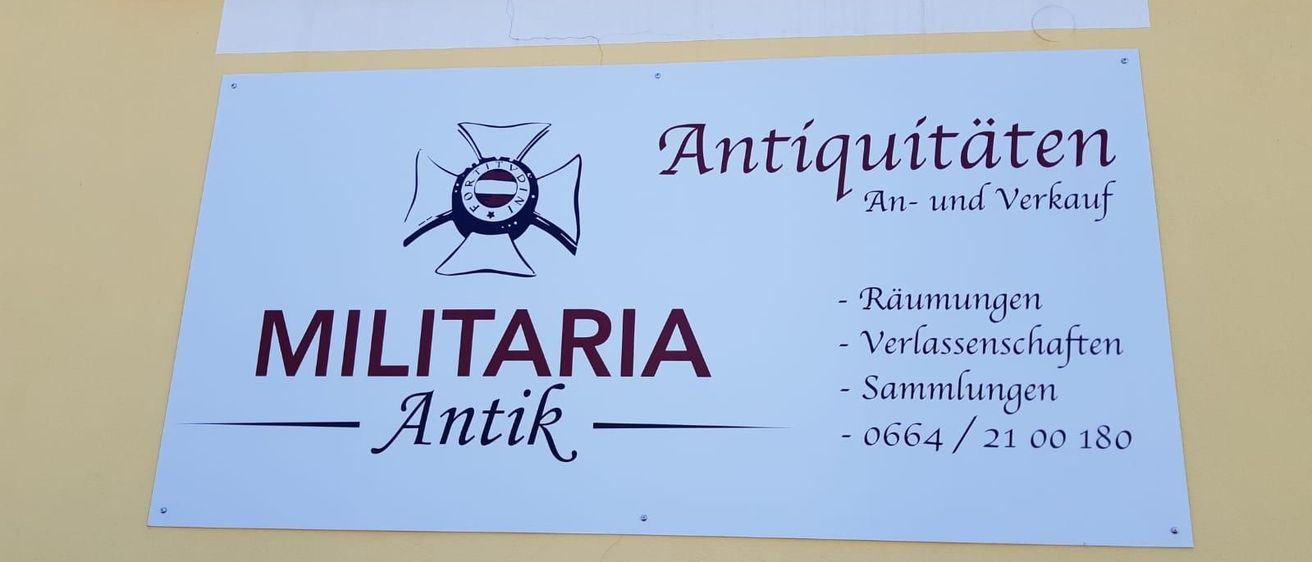 FORTITVDINI
MILITARIA
Antik
Antiquitäten
An- und Verkauf
- Räumungen
- Verlassenschaften
- Sammlungen
- 0664 / 21 00 180